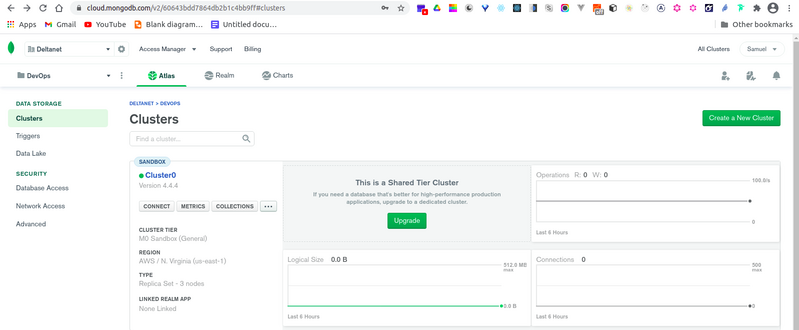 cloud.mongodb.com/v2/60643bdd7864db2b1c4bb9ff#clusters
Apps Gmail YouTube Maps Blank diagram... Untitled docu... Other bookmarks
Deltanet Access Manager Support Billing All Clusters Samuel
DevOps Atlas Realm Charts
DATA STORAGE
Clusters
Triggers
Data Lake
SECURITY
Database Access
Network Access
Advanced
DELTANET > DEVOPS
Clusters
Create a New Cluster
Find a cluster...
SANDBOX
Cluster0
Version 4.4.4
CONNECT METRICS COLLECTIONS ...
CLUSTER TIER
M0 Sandbox (General)
REGION
AWS / N. Virginia (us-east-1)
TYPE
Replica Set - 3 nodes
LINKED REALM APP
None Linked
This is a Shared Tier Cluster
If you need a database that's better for high-performance production
applications, upgrade to a dedicated cluster.
Upgrade
Operations R: 0 W: 0
100.0/s
0
Last 6 Hours
Logical Size 0.0 B
512.0 MB
max
0.0 B
Last 6 Hours
Connections 0
500
max
0
Last 6 Hours